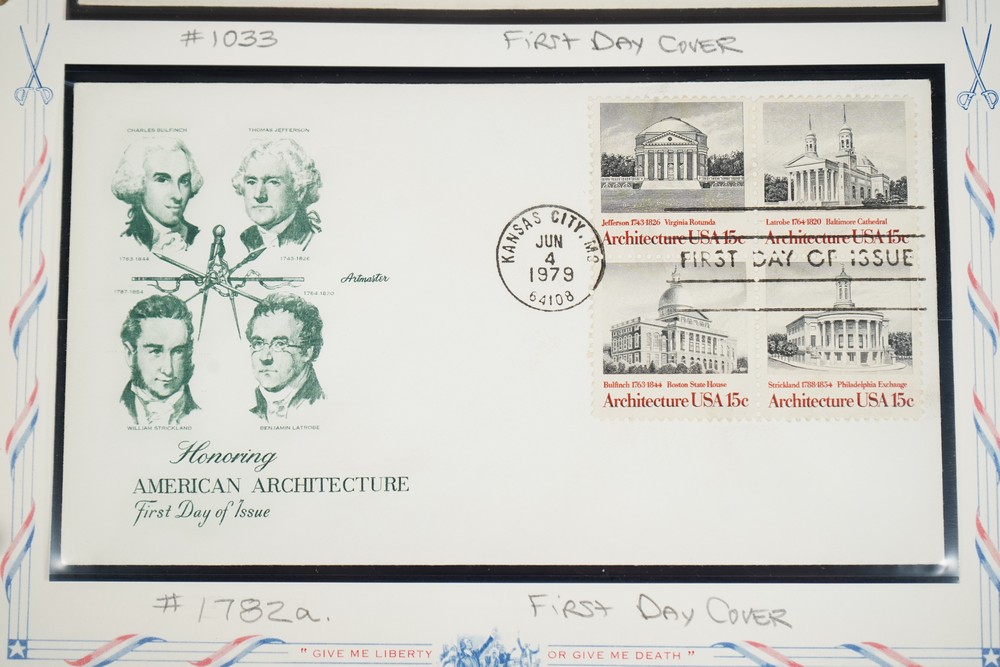 #1033 First Day Cover
CHARLES BULFINCH THOMAS JEFFERSON
1763-1844 1743-1826
1787-1854 1764-1820
Artmaster
WILLIAM STRICKLAND BENJAMIN LATROBE
Honoring
AMERICAN ARCHITECTURE
First Day of Issue
KANSAS CITY, MO
JUN
4
1979
64108
Jefferson 1743-1826 Virginia Rotunda
Architecture USA 15c
Latrobe 1764-1820 Baltimore Cathedral
Architecture USA 15c
FIRST DAY OF ISSUE
Bulfinch 1763-1844 Boston State House
Architecture USA 15c
Strickland 1788-1854 Philadelphia Exchange
Architecture USA 15c
#1782a. First Day Cover
"GIVE ME LIBERTY OR GIVE ME DEATH"